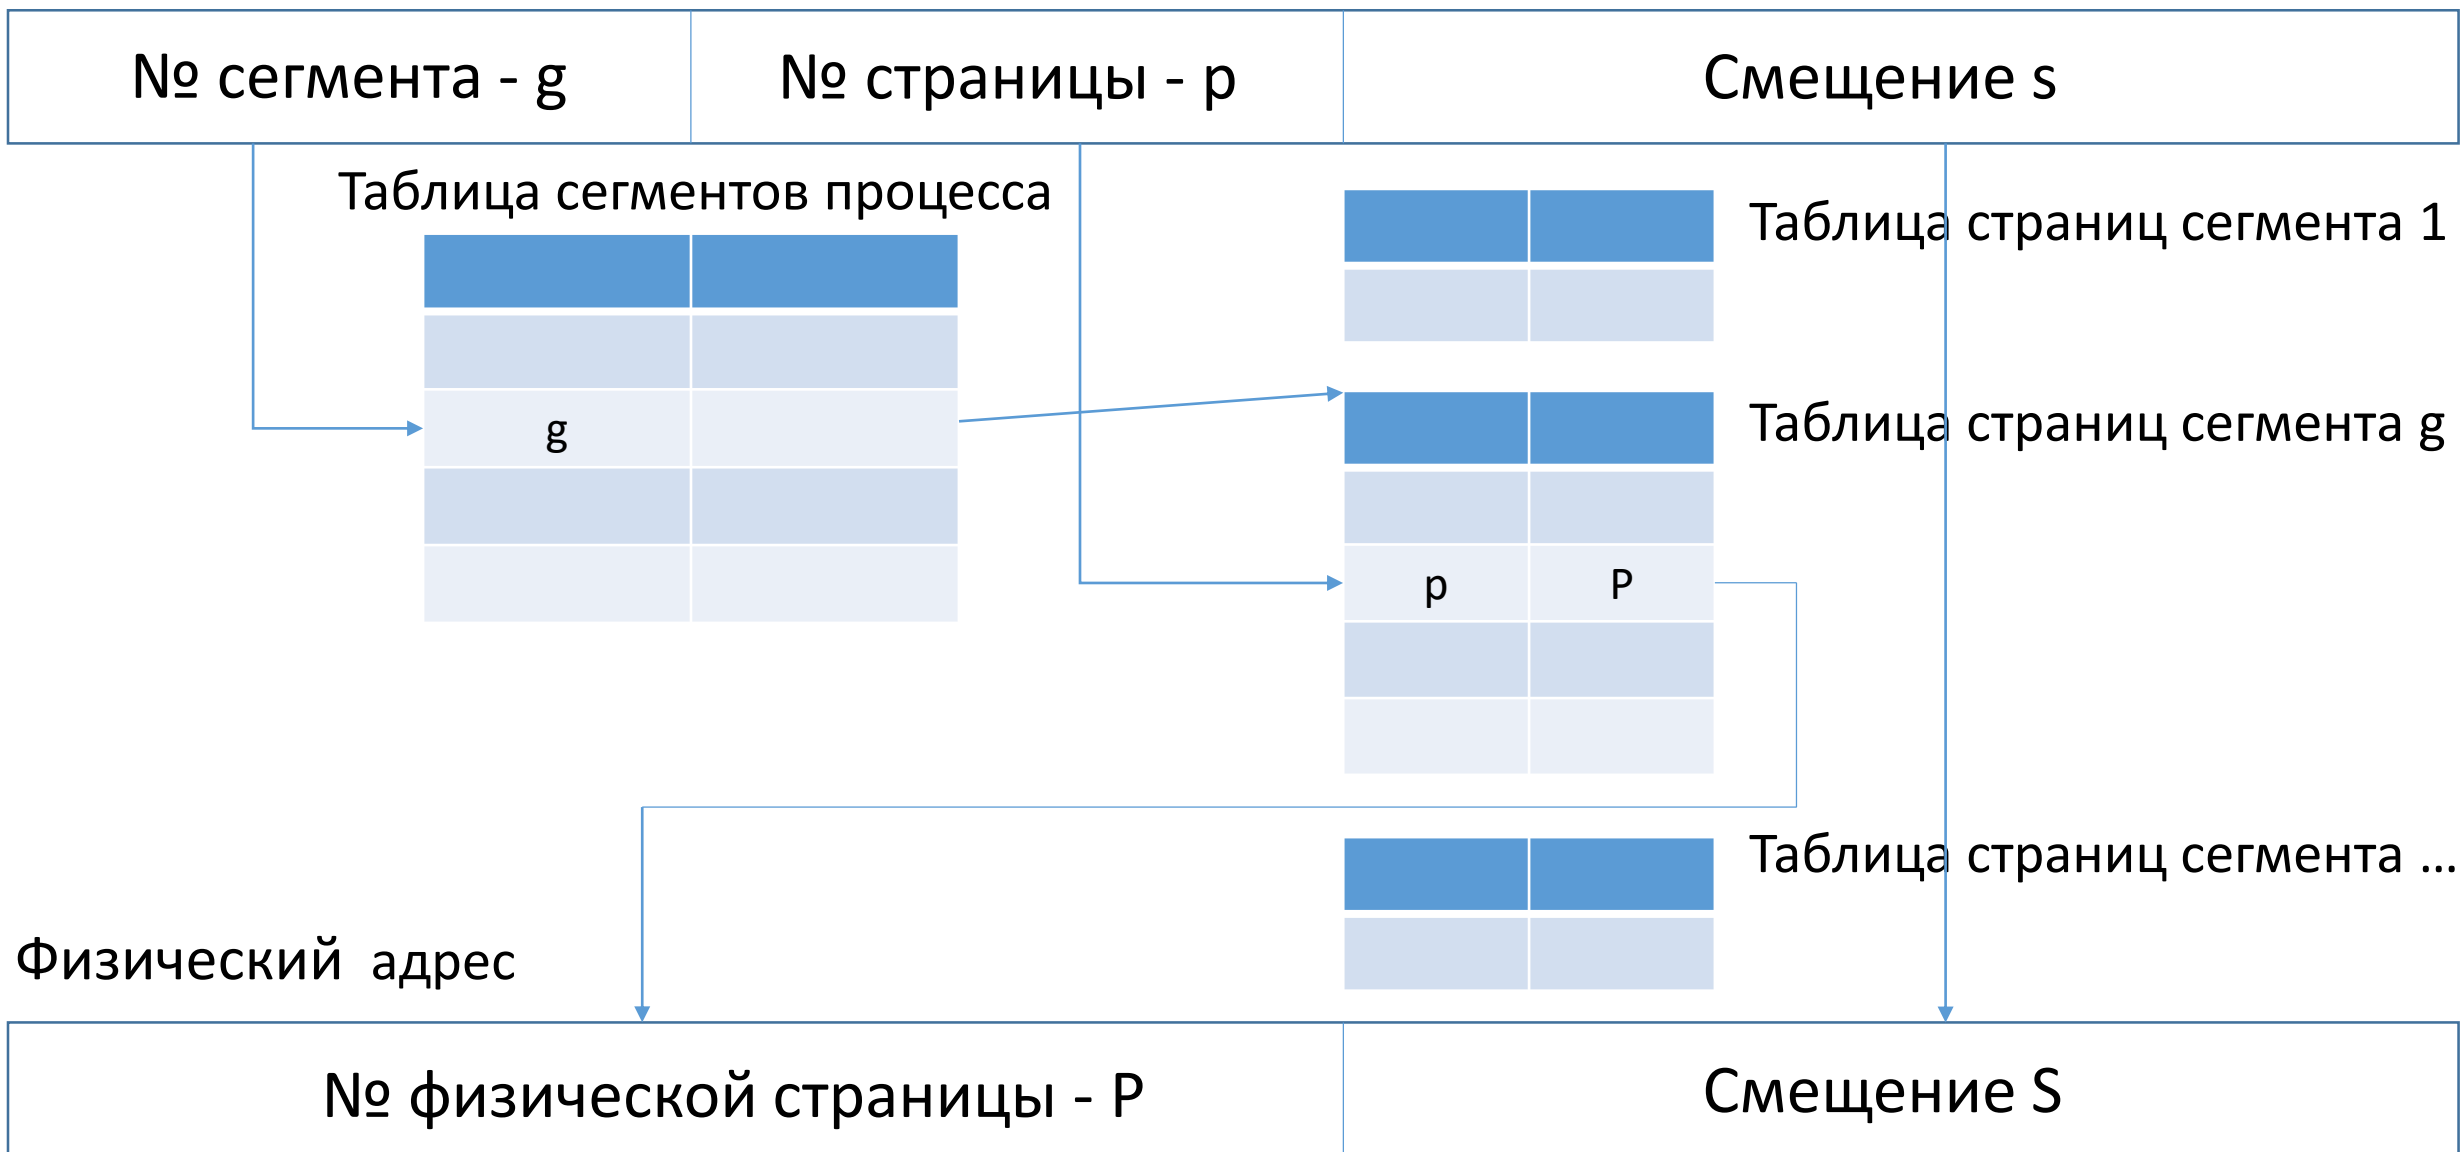 № сегмента - g
№ страницы - p
Смещение s
Таблица сегментов процесса
Таблица страниц сегмента 1
g
Таблица страниц сегмента g
p
P
Таблица страниц сегмента ...
Физический адрес
№ физической страницы - P
Смещение S